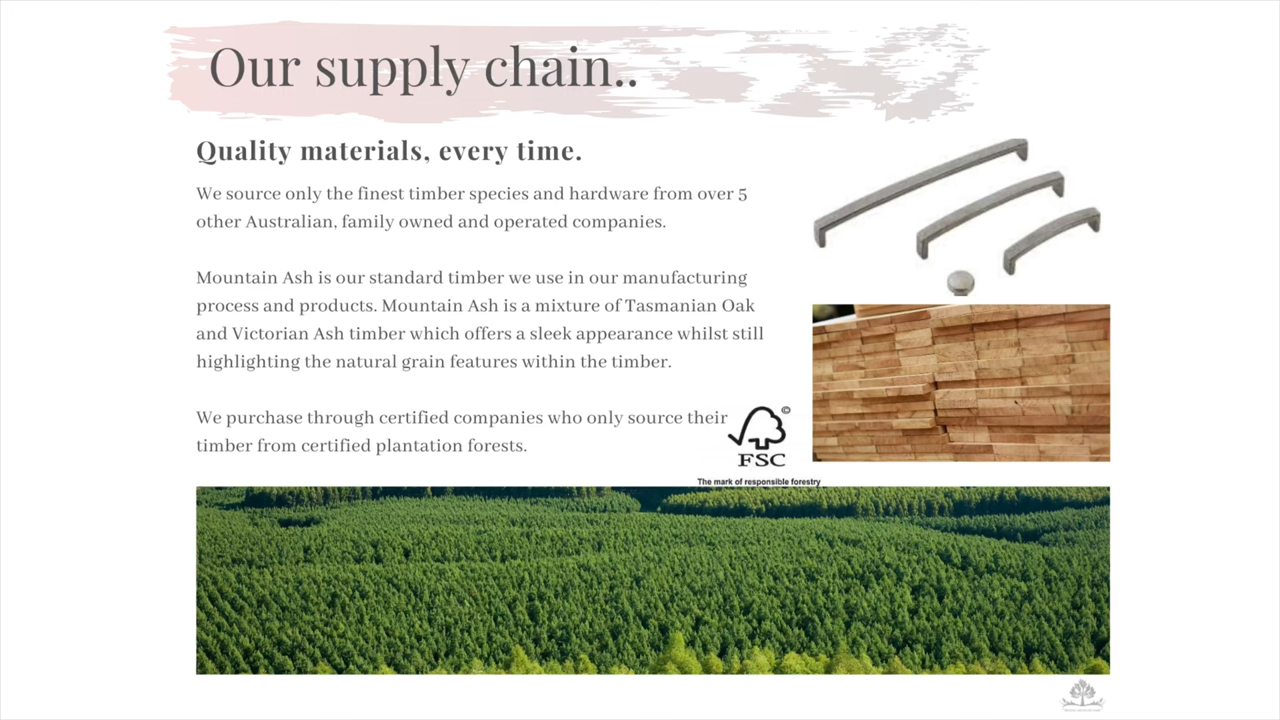 Our supply chain..
Quality materials, every time.
We source only the finest timber species and hardware from over 5
other Australian, family owned and operated companies.
Mountain Ash is our standard timber we use in our manufacturing
process and products. Mountain Ash is a mixture of Tasmanian Oak
and Victorian Ash timber which offers a sleek appearance whilst still
highlighting the natural grain features within the timber.
We purchase through certified companies who only source their
timber from certified plantation forests.
©
FSC
The mark of responsible forestry